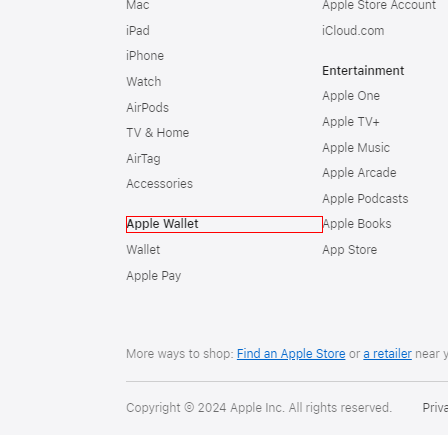 Mac
iPad
iPhone
Watch
AirPods
TV & Home
AirTag
Accessories
Apple Wallet
Wallet
Apple Pay
Apple Store Account
iCloud.com
Entertainment
Apple One
Apple TV+
Apple Music
Apple Arcade
Apple Podcasts
Apple Books
App Store
More ways to shop: Find an Apple Store or a retailer near
Copyright © 2024 Apple Inc. All rights reserved.